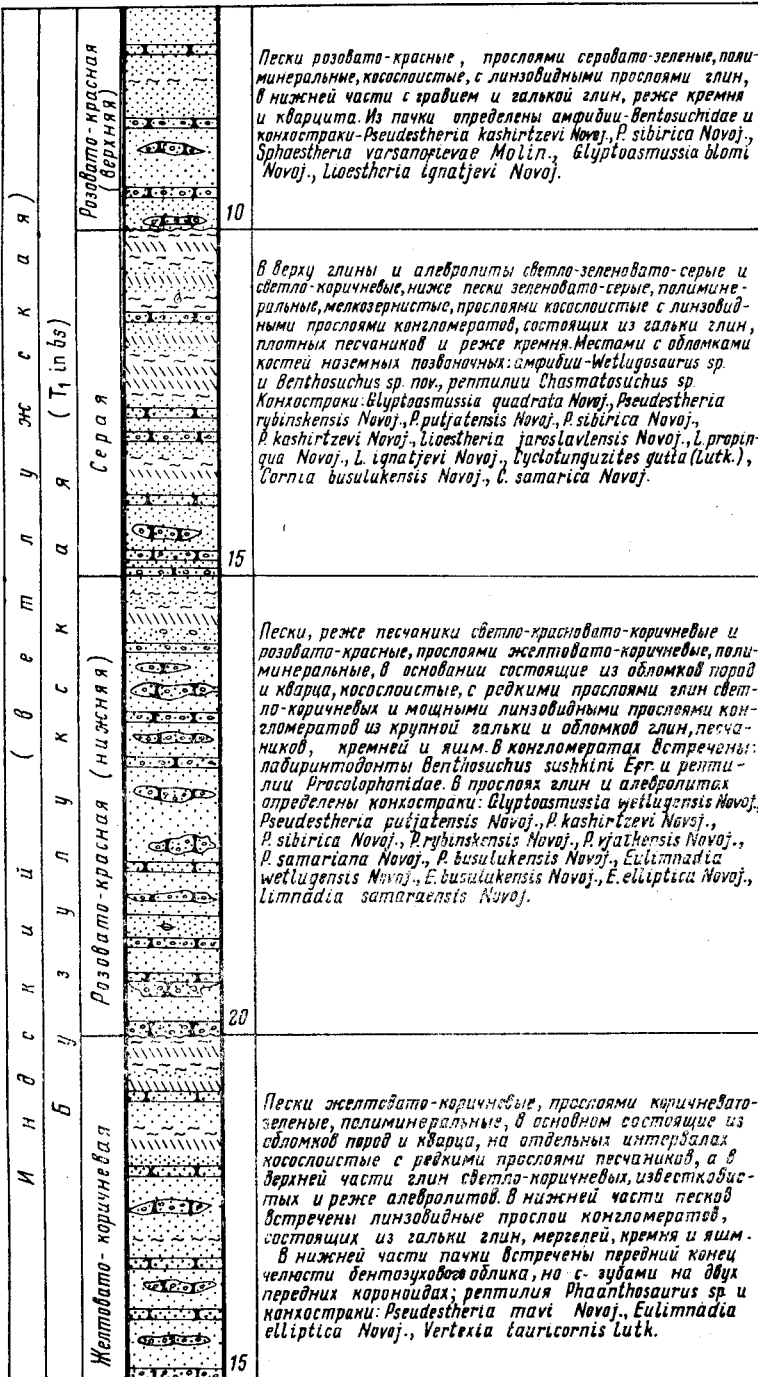 Индский (ветлужская)
Бузулукская (T₁ in bs)
Розовато-красная
(верхняя)
10
Пески розовато-красные, прослоями серовато-зеленые, поли-
минеральные, косослоистые, с линзовидными прослоями глин,
в нижней части с гравием и галькой глин, реже кремня
и кварцита. Из пачки определены амфибии-Bentosuchidae и
конхостраки-Pseudestheria kashirtzevi Novoj., P. sibirica Novoj.,
Sphaestheria varsanofievae Molin., Glyptoasmussia blomi
Novoj., Lioestheria ignatjevi Novoj.
Серая
15
В верху глины и алевролиты светло-зеленовато-серые и
светло-коричневые, ниже пески зеленовато-серые, полимине-
ральные, мелкозернистые, прослоями косослоистые с линзовид-
ными прослоями конгломератов, состоящих из гальки глин,
плотных песчаников и реже кремня. Местами с обломками
костей наземных позвоночных: амфибии-Wetlugosaurus sp.
и Benthosuchus sp. nov., рептилии Chasmatosuchus sp.
Конхостраки: Glyptoasmussia quadrata Novoj., Pseudestheria
rybinskensis Novoj., P. putjatensis Novoj., P. sibirica Novoj.,
P. kashirtzevi Novoj., Lioestheria jaroslavlensis Novoj., L. propin-
qua Novoj., L. ignatjevi Novoj., Cyclotunguzites gutta (Lutk.),
Cornia busulukensis Novoj., C. samarica Novoj.
Розовато-красная (нижняя)
20
Пески, реже песчаники светло-красновато-коричневые и
розовато-красные, прослоями желтовато-коричневые, поли-
минеральные, в основании состоящие из обломков пород
и кварца, косослоистые, с редкими прослоями глин свет-
ло-коричневых и мощными линзовидными прослоями кон-
гломератов из крупной гальки и обломков глин, песча-
ников, кремней и яшм. В конгломератах встречены:
лабиринтодонты Benthosuchus sushkini Efr. и репти-
лии Procolophonidae. В прослоях глин и алевролитах
определены конхостраки: Glyptoasmussia wetlugensis Novoj.,
Pseudestheria putjatensis Novoj., P. kashirtzevi Novoj.,
P. sibirica Novoj., P. rybinskensis Novoj., P. vjatkensis Novoj.,
P. samariana Novoj., P. busulukensis Novoj., Eulimnadia
wetlugensis Novoj., E. busulukensis Novoj., E. elliptica Novoj.,
Limnadia samaraensis Novoj.
Желтовато-коричневая
15
Пески желтовато-коричневые, прослоями коричневато-
зеленые, полиминеральные, в основном состоящие из
обломков пород и кварца, на отдельных интервалах
косослоистые с редкими прослоями песчаников, а в
верхней части глин светло-коричневых, известковис-
тых и реже алевролитов. В нижней части песков
встречены линзовидные прослои конгломератов,
состоящих из гальки глин, мергелей, кремня и яшм.
В нижней части пачки встречены передний конец
челюсти бентозухового облика, но с зубами на двух
передних короноидах; рептилия Phaanthosaurus sp. и
конхостраки: Pseudestheria mavi Novoj., Eulimnadia
elliptica Novoj., Vertexia tauricornis Lutk.